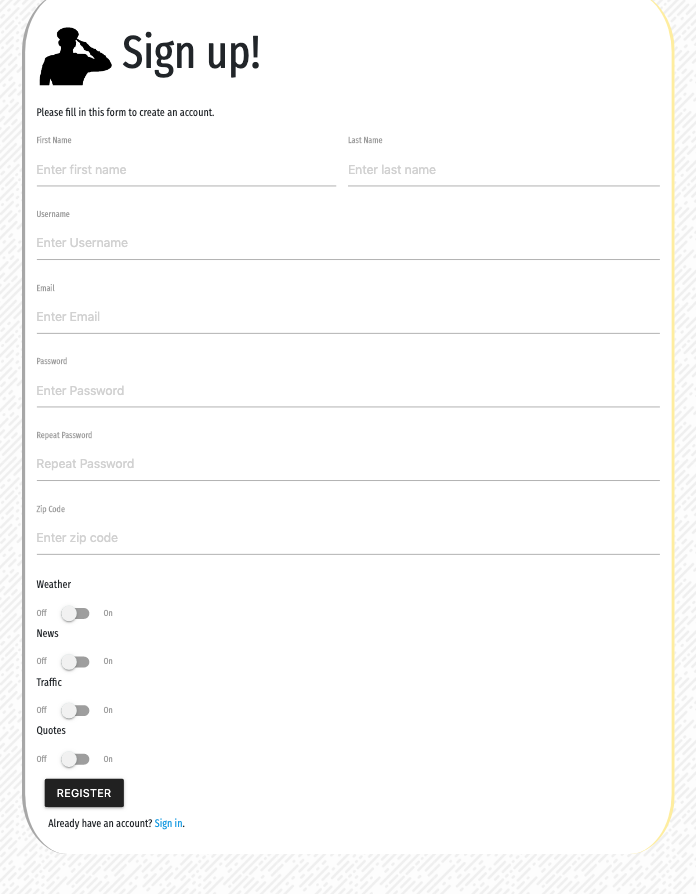 Sign up!
Please fill in this form to create an account.
First Name
Last Name
Enter first name
Enter last name
Username
Enter Username
Email
Enter Email
Password
Enter Password
Repeat Password
Repeat Password
Zip Code
Enter zip code
Weather
Off On
News
Off On
Traffic
Off On
Quotes
Off On
REGISTER
Already have an account? Sign in.